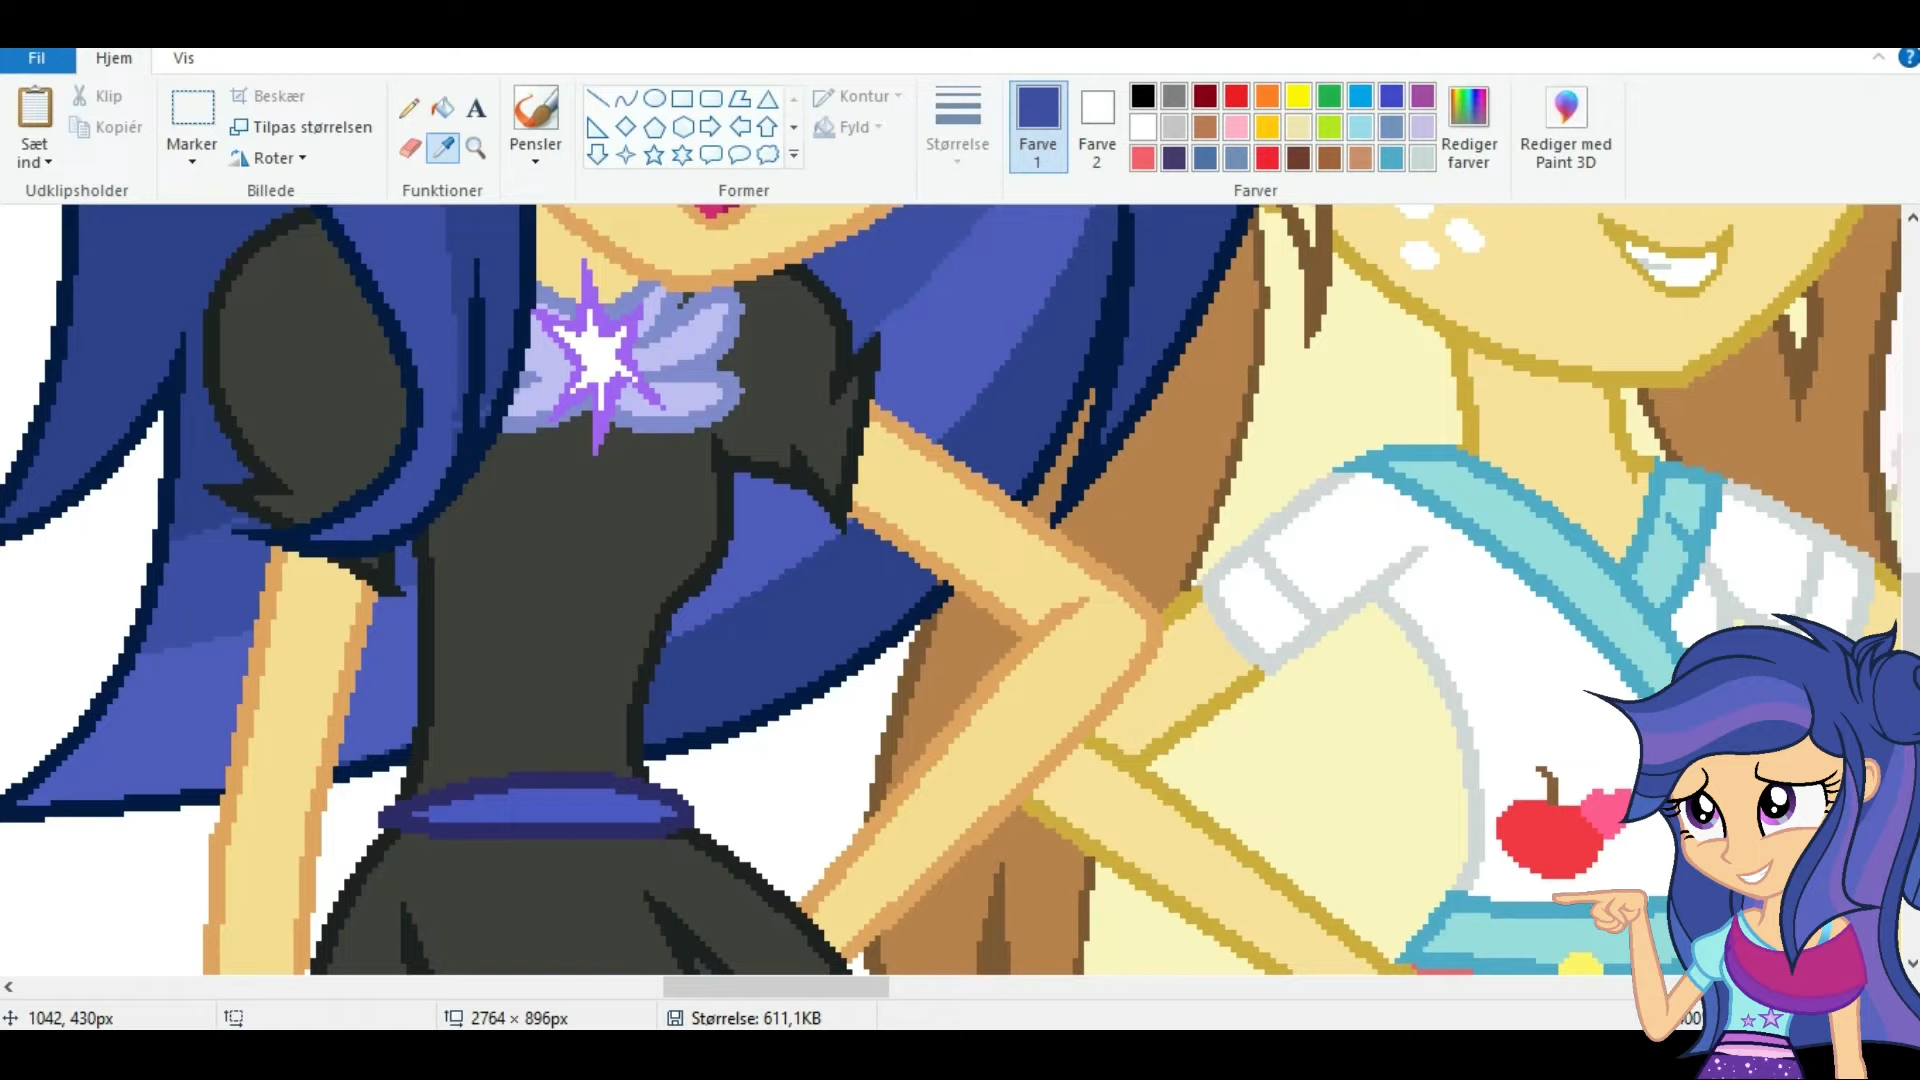 Fil Hjem Vis
Sæt ind
Klip
Kopiér
Udklipsholder
Marker
Beskær
Tilpas størrelsen
Roter
Billede
A
Funktioner
Pensler
Former
Kontur
Fyld
Størrelse
Farve 1
Farve 2
Farver
Rediger farver
Rediger med Paint 3D
?
1042, 430px
2764 × 896px
Størrelse: 611,1KB